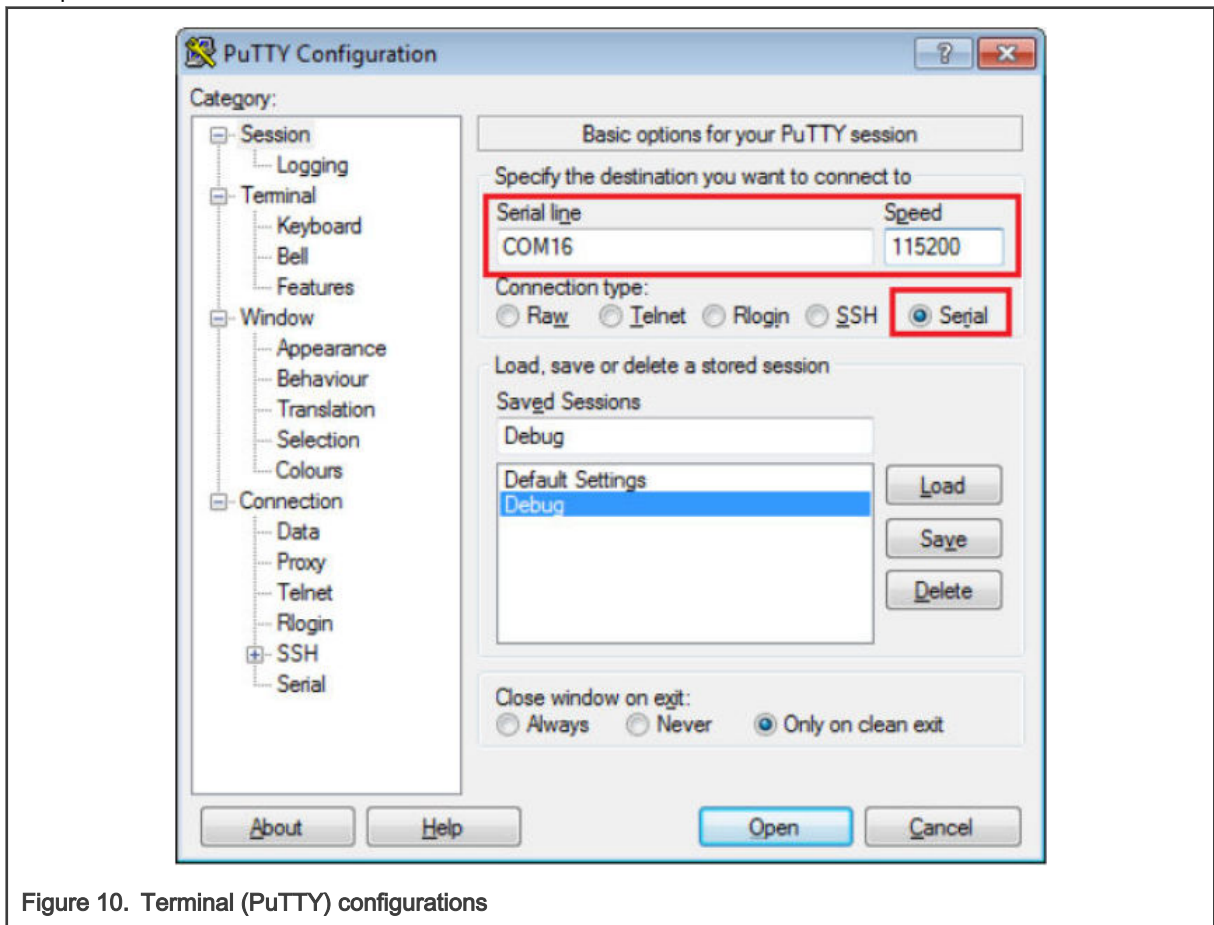 PuTTY Configuration
Category:
Session
Logging
Terminal
Keyboard
Bell
Features
Window
Appearance
Behaviour
Translation
Selection
Colours
Connection
Data
Proxy
Telnet
Rlogin
SSH
Serial
Basic options for your PuTTY session
Specify the destination you want to connect to
Serial line Speed
COM16 115200
Connection type:
Raw Telnet Rlogin SSH Serial
Load, save or delete a stored session
Saved Sessions
Debug
Default Settings
Debug
Load
Save
Delete
Close window on exit:
Always Never Only on clean exit
About Help Open Cancel
Figure 10. Terminal (PuTTY) configurations